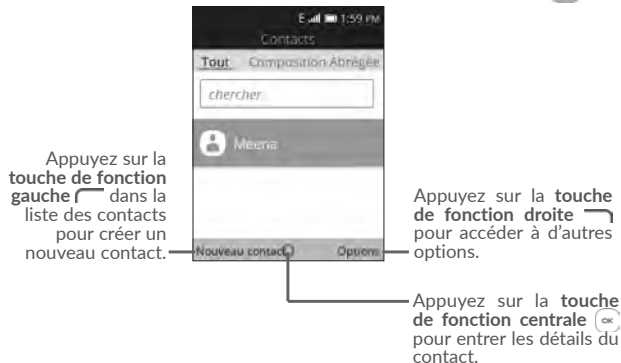 E 1:59 PM
Contacts
Tout Composition Abrégée
chercher
Meena
Nouveau contact Options
Appuyez sur la
touche de fonction
gauche dans la
liste des contacts
pour créer un
nouveau contact.
Appuyez sur la touche
de fonction droite
pour accéder à d'autres
options.
Appuyez sur la touche
de fonction centrale OK
pour entrer les détails du
contact.